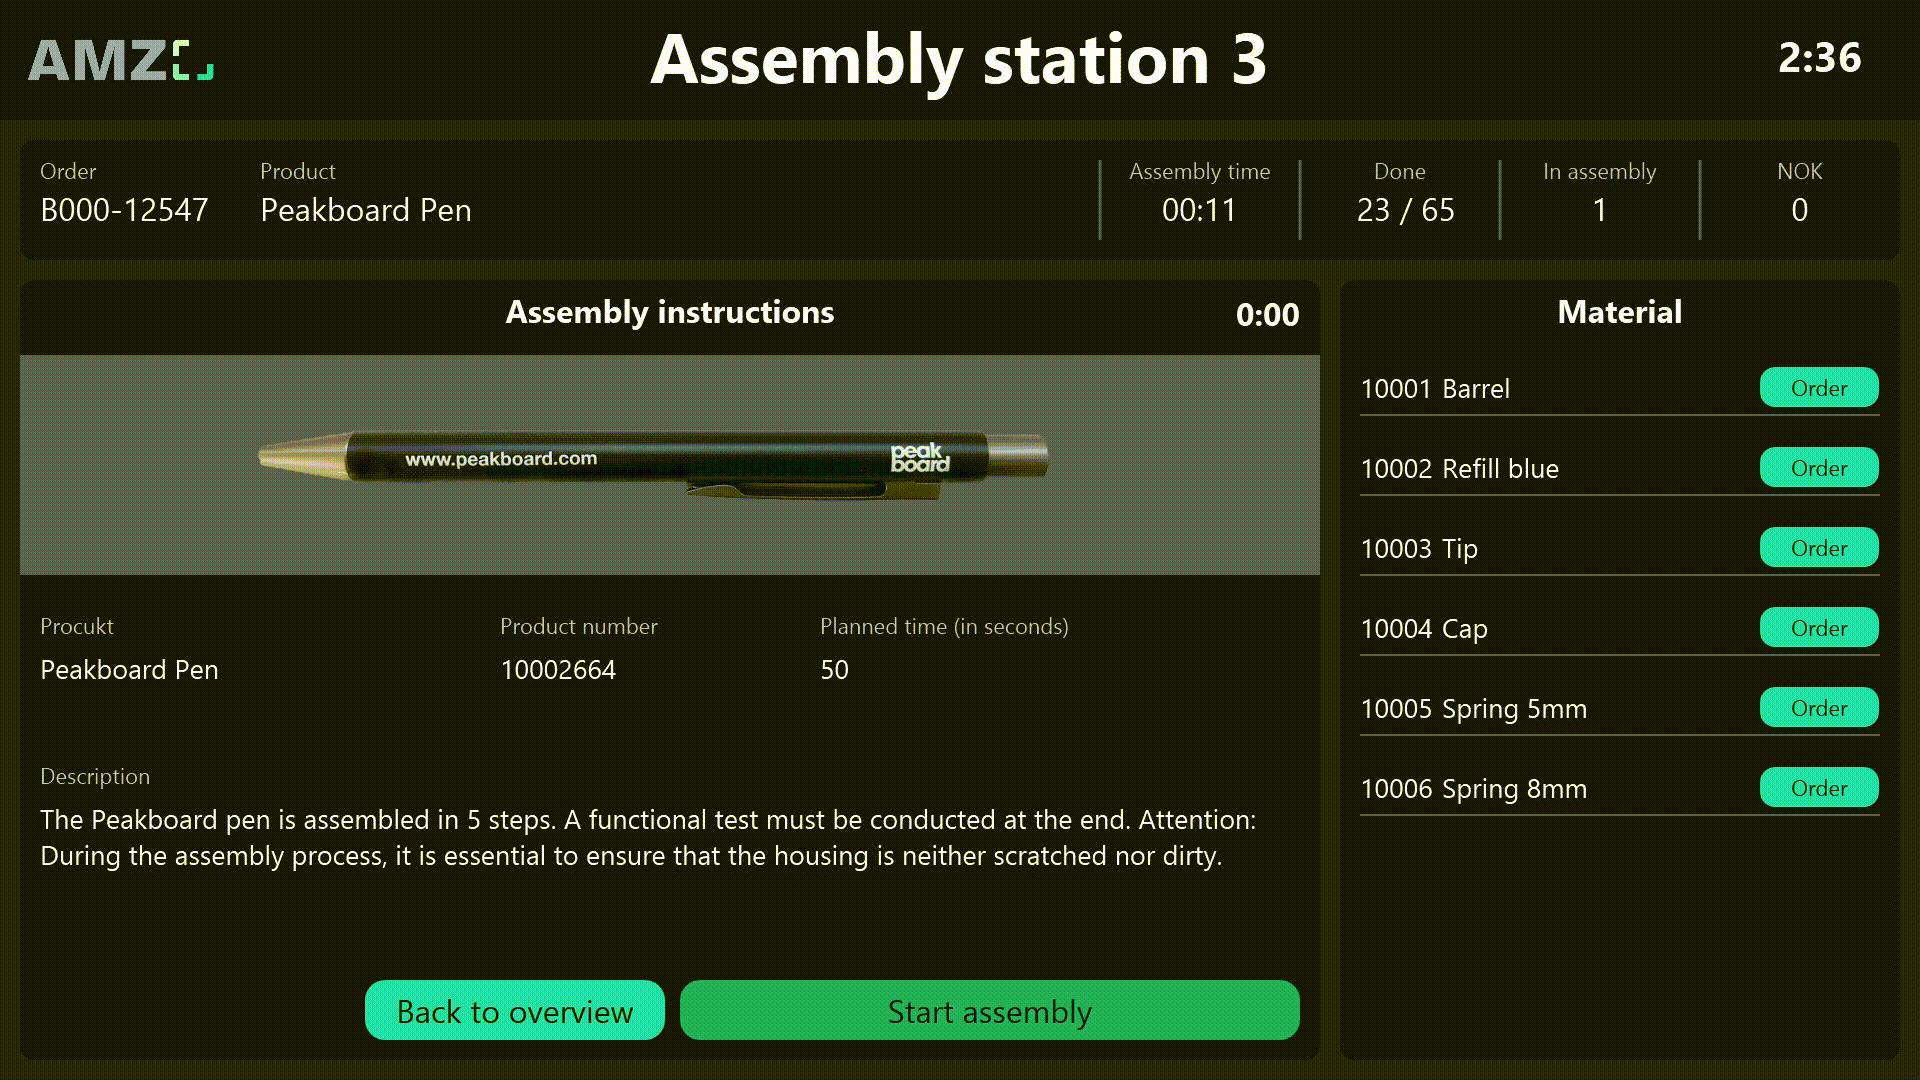 AMZ
Assembly station 3
2:36
Order
Product
Assembly time
Done
In assembly
NOK
B000-12547
Peakboard Pen
00:11
23 / 65
1
0
Assembly instructions
0:00
www.peakboard.com
peak
board
Procukt
Product number
Planned time (in seconds)
Peakboard Pen
10002664
50
Description
The Peakboard pen is assembled in 5 steps. A functional test must be conducted at the end. Attention:
During the assembly process, it is essential to ensure that the housing is neither scratched nor dirty.
Back to overview
Start assembly
Material
10001 Barrel
Order
10002 Refill blue
Order
10003 Tip
Order
10004 Cap
Order
10005 Spring 5mm
Order
10006 Spring 8mm
Order